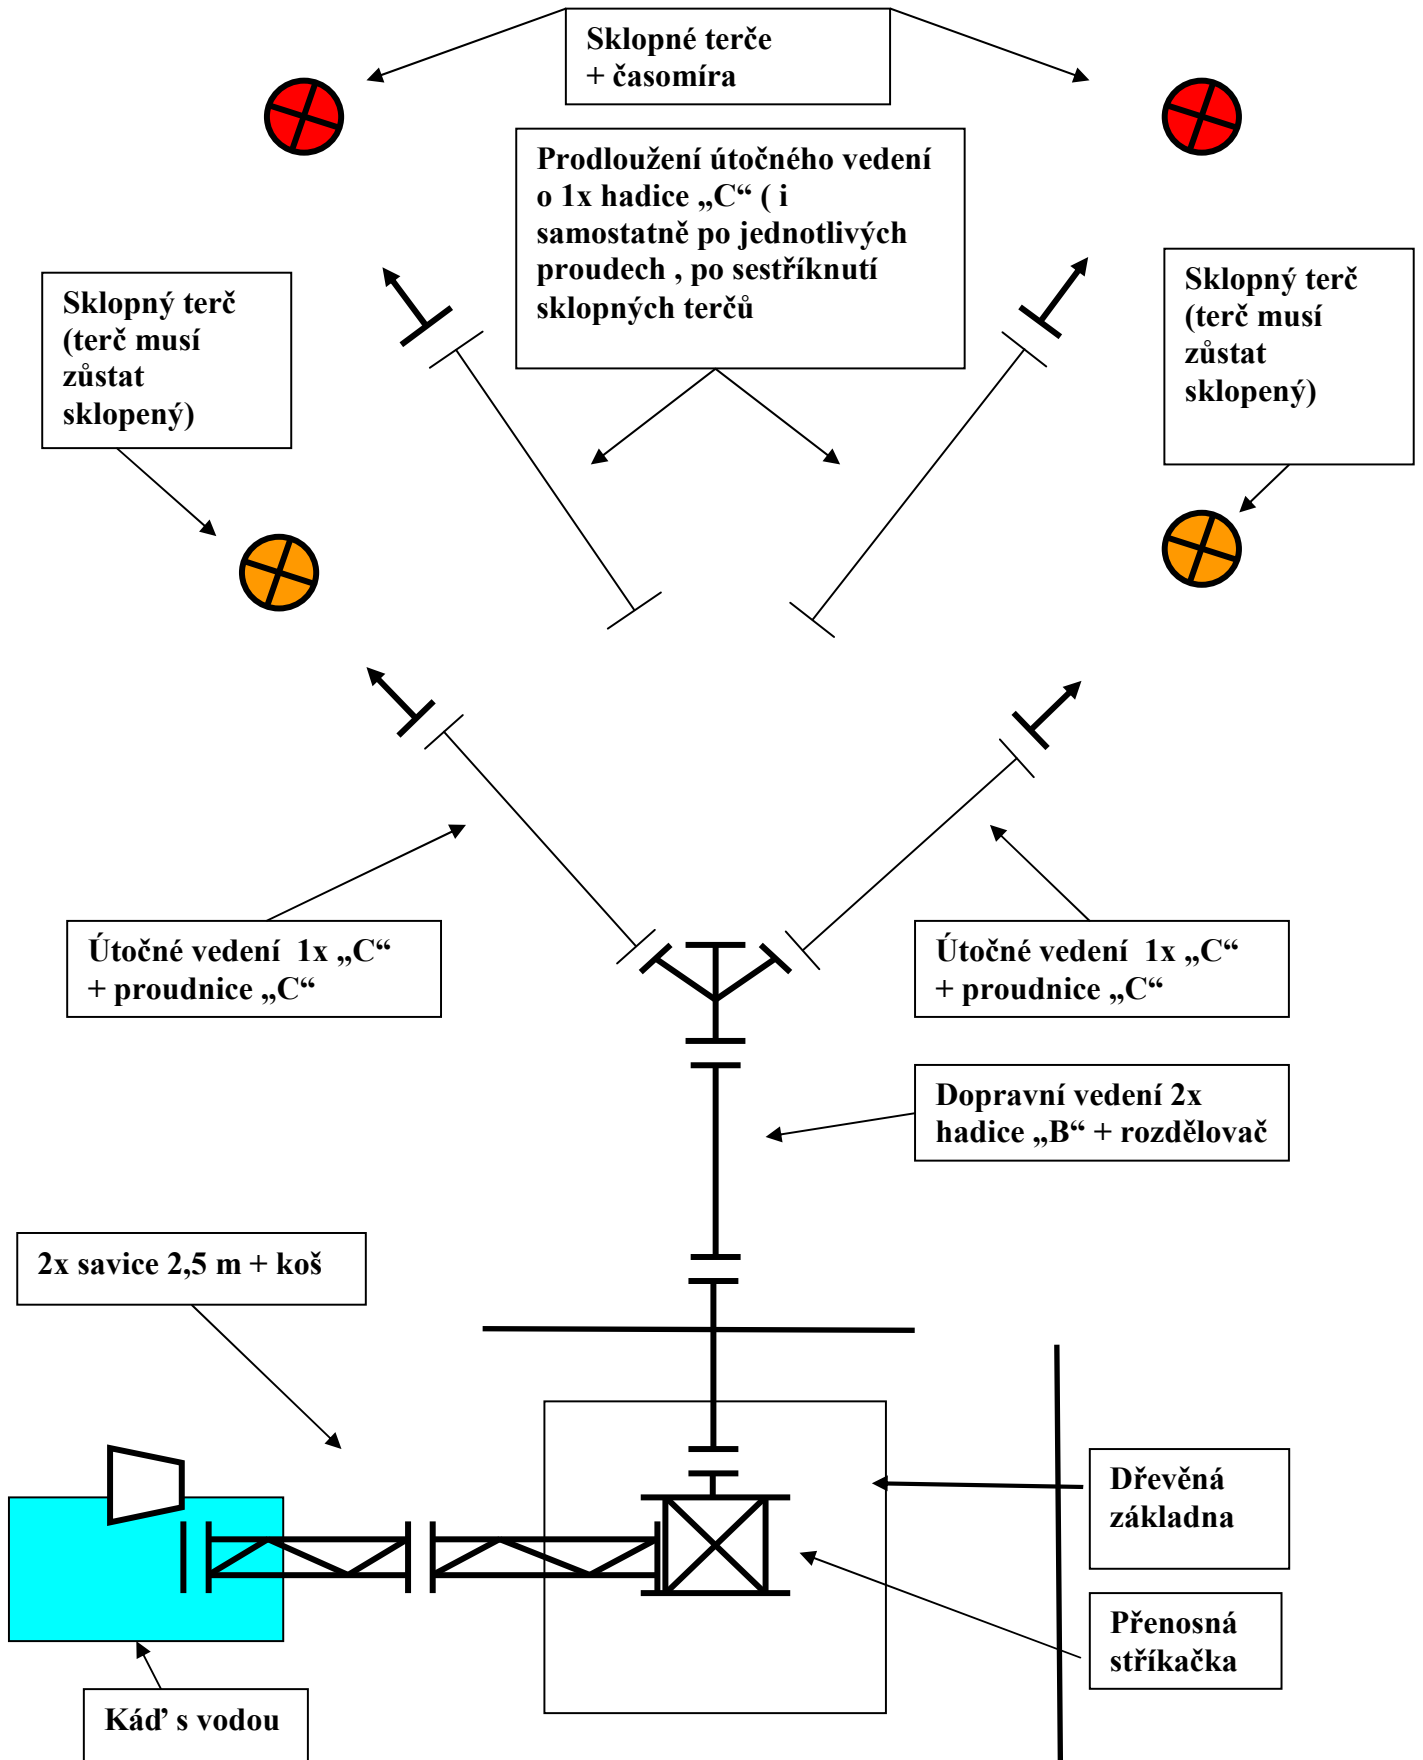 Sklopné terče
+ časomíra
Prodloužení útočného vedení
o 1x hadice „C“ ( i
samostatně po jednotlivých
proudech , po sestříknutí
sklopných terčů
Sklopný terč
(terč musí
zůstat
sklopený)
Sklopný terč
(terč musí
zůstat
sklopený)
Útočné vedení  1x „C“
+ proudnice „C“
Útočné vedení  1x „C“
+ proudnice „C“
Dopravní vedení 2x
hadice „B“ + rozdělovač
2x savice 2,5 m + koš
Dřevěná
základna
Přenosná
stříkačka
Káď s vodou